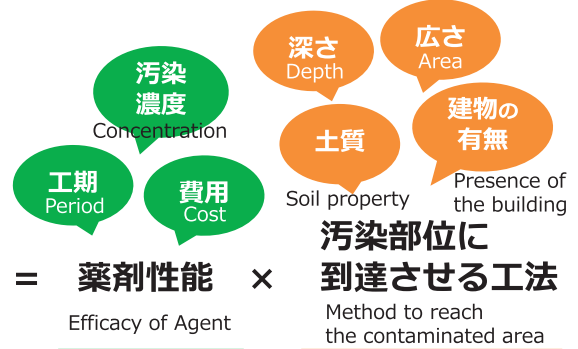 深さ
Depth
広さ
Area
汚染
濃度
Concentration
土質
Soil property
建物の
有無
Presence of
the building
工期
Period
費用
Cost
= 薬剤性能 ×
Efficacy of Agent
汚染部位に
到達させる工法
Method to reach
the contaminated area